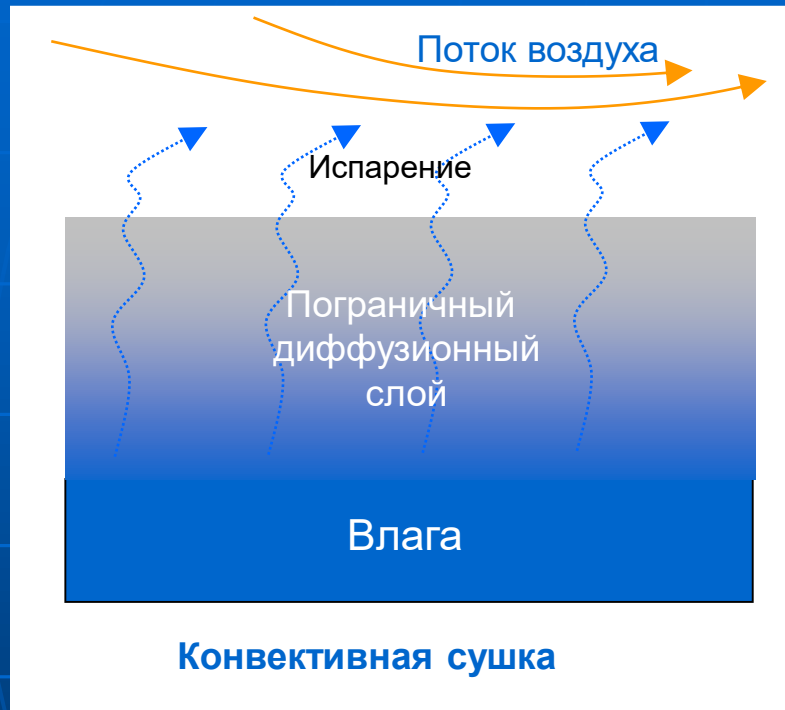 Поток воздуха
Испарение
Пограничный
диффузионный
слой
Влага
Конвективная сушка